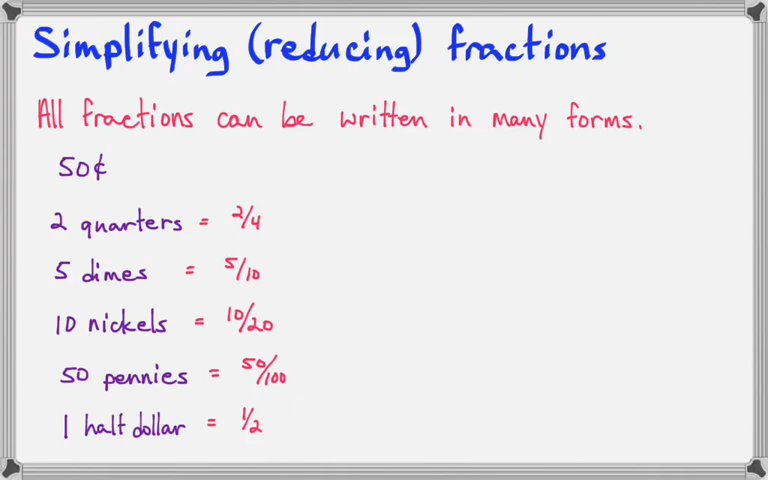 Simplifying (reducing) fractions
All fractions can be written in many forms.
50¢
2 quarters = 2/4
5 dimes = 5/10
10 nickels = 10/20
50 pennies = 50/100
1 half dollar = 1/2